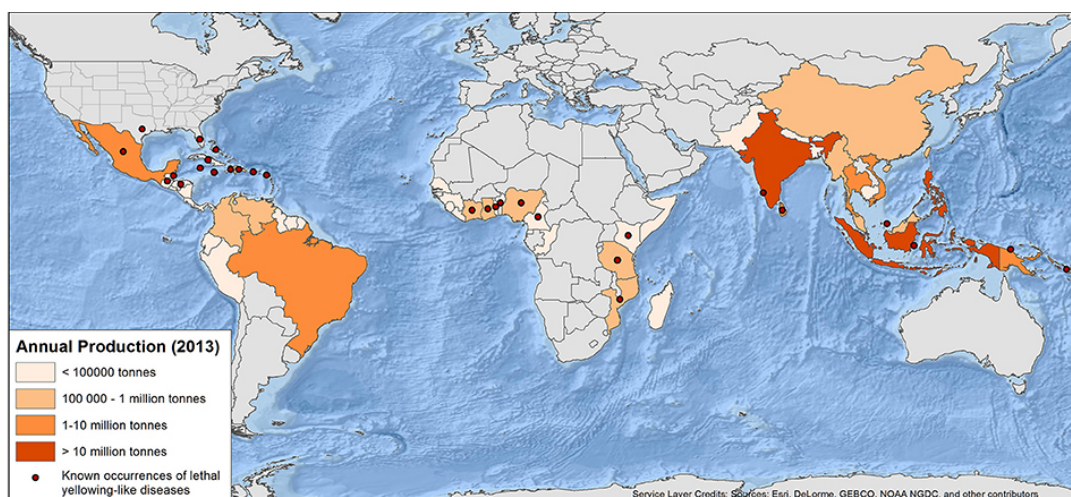 Annual Production (2013)
< 100000 tonnes
100 000 - 1 million tonnes
1-10 million tonnes
> 10 million tonnes
Known occurrences of lethal
yellowing-like diseases
Service Layer Credits: Sources: Esri, DeLorme, GEBCO, NOAA NGDC, and other contributors